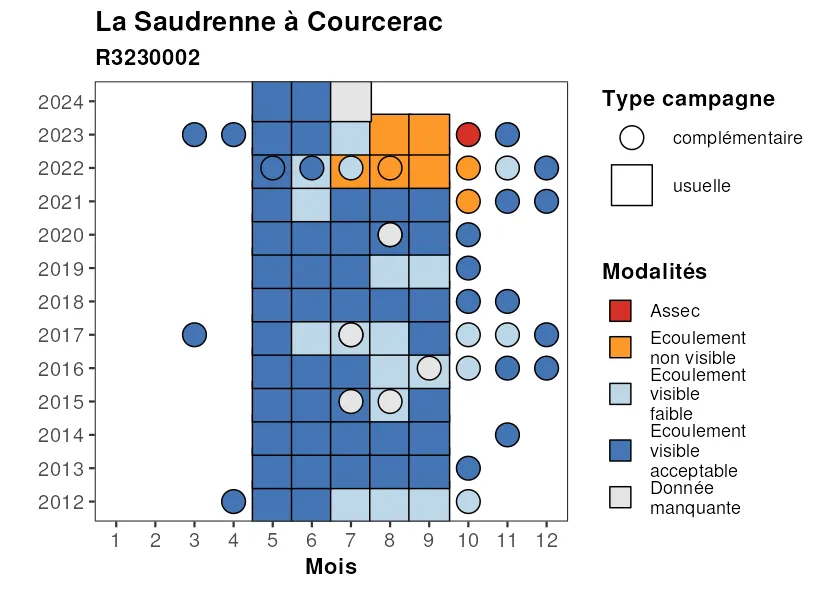 La Saudrenne à Courcerac
R3230002
2024
2023
2022
2021
2020
2019
2018
2017
2016
2015
2014
2013
2012
1 2 3 4 5 6 7 8 9 10 11 12
Mois
Type campagne
complémentaire
usuelle
Modalités
Assec
Ecoulement
non visible
Ecoulement
visible
faible
Ecoulement
visible
acceptable
Donnée
manquante